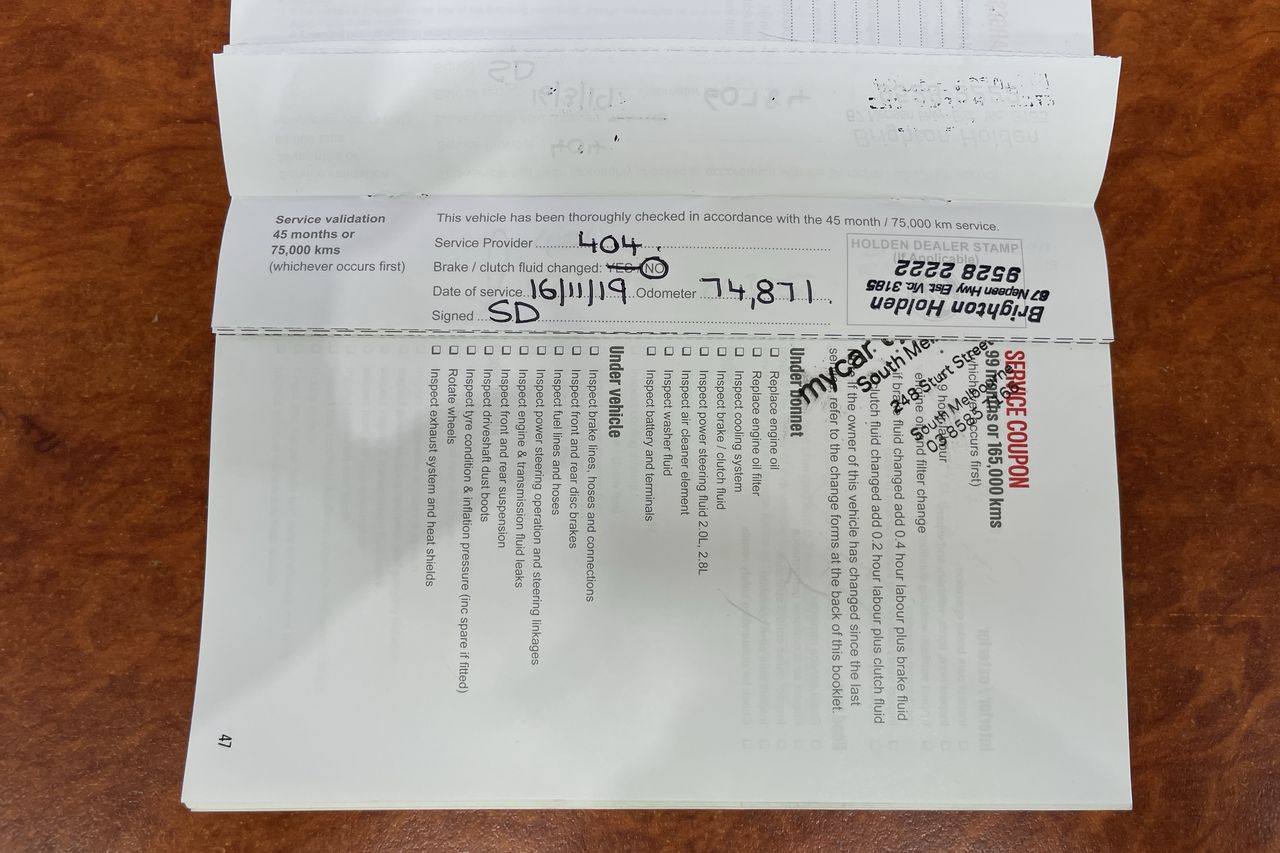 Service validation
45 months or
75,000 kms
(whichever occurs first)
This vehicle has been thoroughly checked in accordance with the 45 month / 75,000 km service.
Service Provider 404
Brake / clutch fluid changed: YES NO
Date of service 16/11/19 Odometer 74,871
Signed SD
HOLDEN DEALER STAMP
(If Applicable)
Brighton Holden
87 Nepean Hwy Elst. Vic. 3185
9528 2222
SERVICE COUPON
99 months or 165,000 kms
occurs first)
filter change
fluid changed add 0.4 hour labour plus brake fluid
clutch fluid changed add 0.2 hour labour plus clutch fluid
If the owner of this vehicle has changed since the last
refer to the change forms at the back of this booklet.
mycar
South
248 Sturt Street
South Melbourne
Under bonnet
Replace engine oil
Replace engine oil filter
Inspect cooling system
Inspect brake / clutch fluid
Inspect power steering fluid 2.0L, 2.8L
Inspect air cleaner element
Inspect washer fluid
Inspect battery and terminals
Under vehicle
Inspect brake lines, hoses and connections
Inspect front and rear disc brakes
Inspect fuel lines and hoses
Inspect power steering operation and steering linkages
Inspect engine & transmission fluid leaks
Inspect front and rear suspension
Inspect driveshaft dust boots
Inspect tyre condition & inflation pressure (inc spare if fitted)
Rotate wheels
Inspect exhaust system and heat shields
47